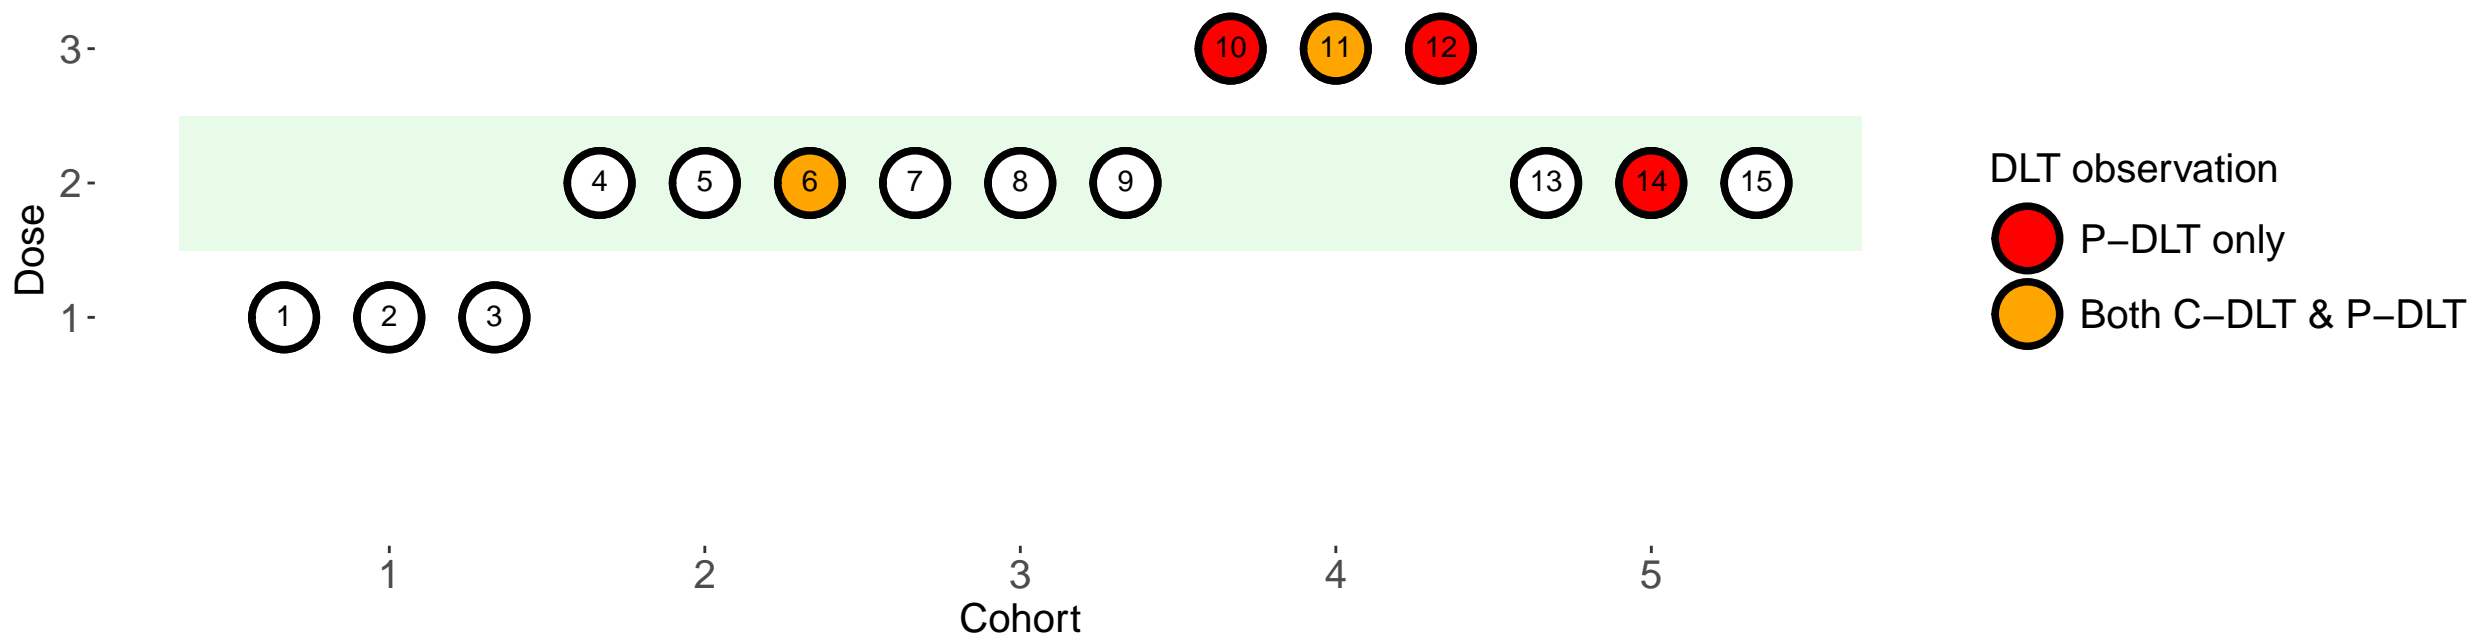 3
10 11 12
2
4 5 6 7 8 9 13 14 15
1
1 2 3
Dose
1 2 3 4 5
Cohort
DLT observation
P−DLT only
Both C−DLT & P−DLT